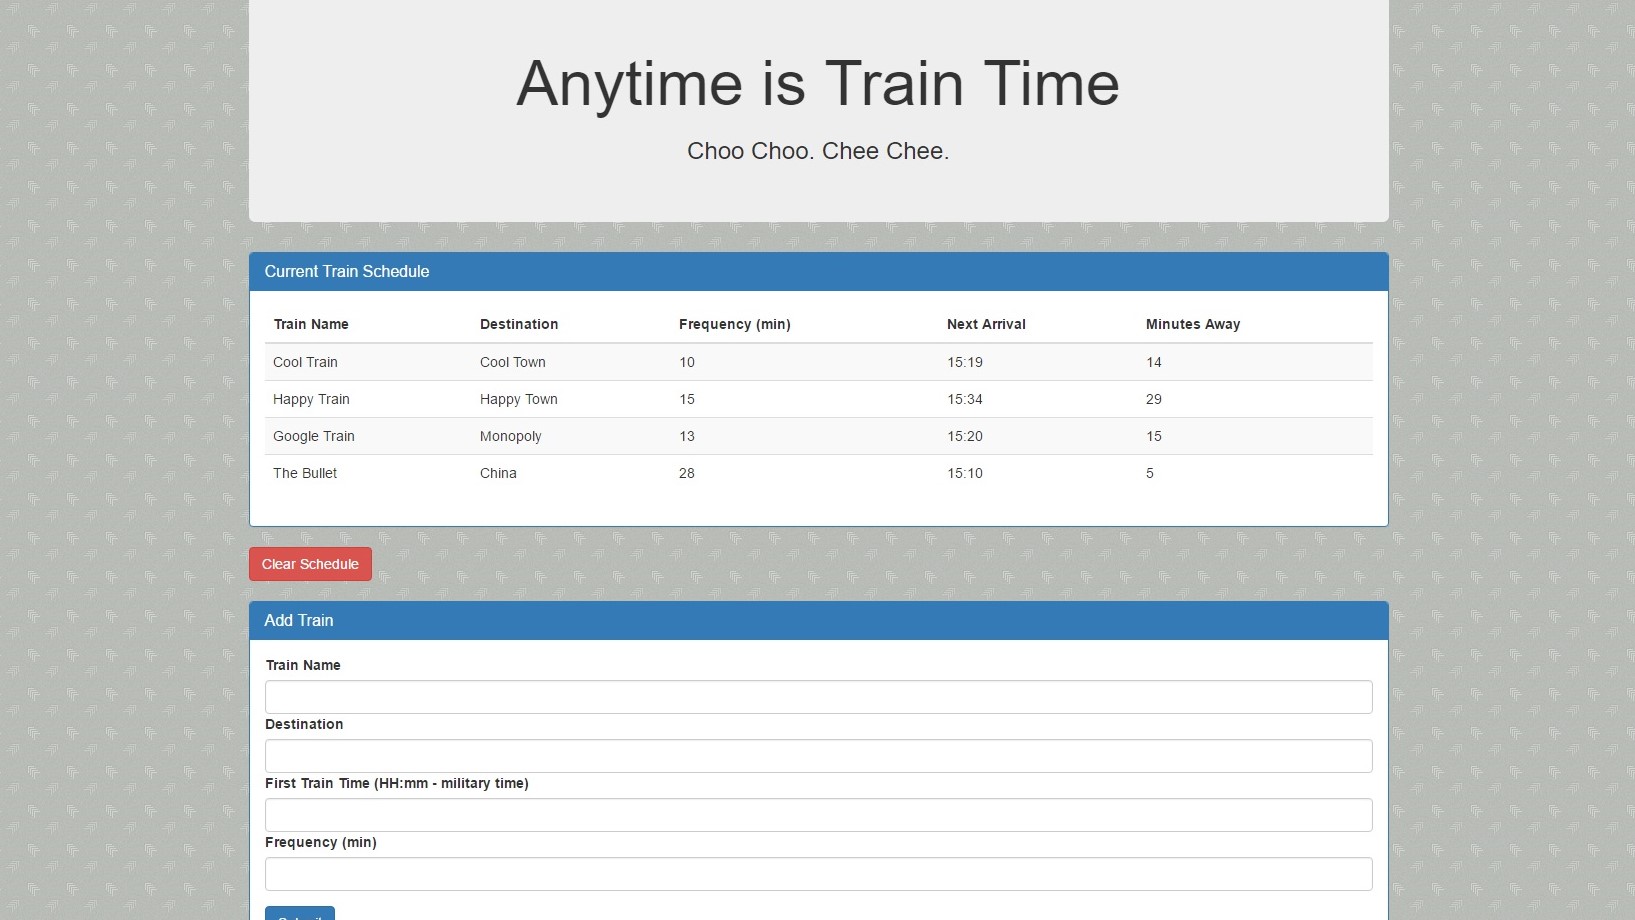 Anytime is Train Time
Choo Choo. Chee Chee.
Current Train Schedule
Train Name Destination Frequency (min) Next Arrival Minutes Away
Cool Train Cool Town 10 15:19 14
Happy Train Happy Town 15 15:34 29
Google Train Monopoly 13 15:20 15
The Bullet China 28 15:10 5
Clear Schedule
Add Train
Train Name
Destination
First Train Time (HH:mm - military time)
Frequency (min)
Submit